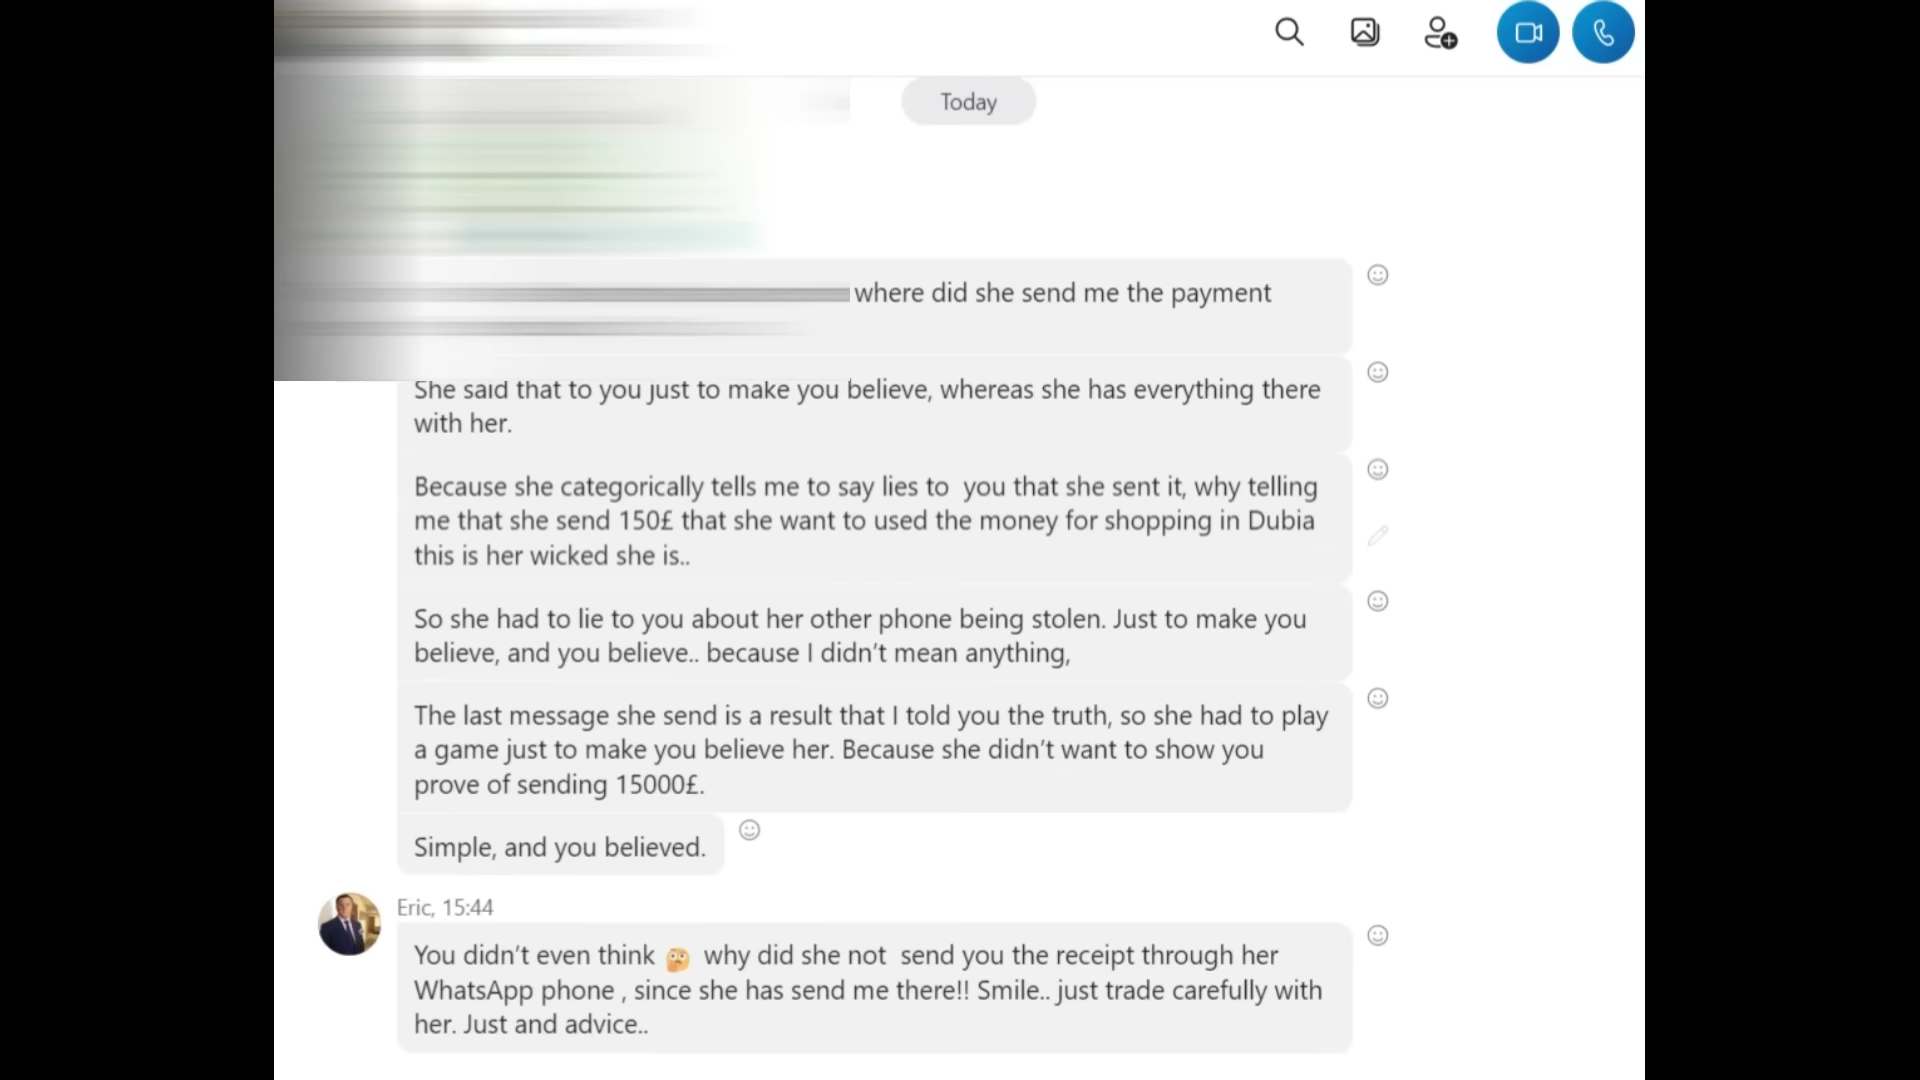 Today
where did she send me the payment
She said that to you just to make you believe, whereas she has everything there
with her.
Because she categorically tells me to say lies to  you that she sent it, why telling
me that she send 150£ that she want to used the money for shopping in Dubia
this is her wicked she is..
So she had to lie to you about her other phone being stolen. Just to make you
believe, and you believe.. because I didn’t mean anything,
The last message she send is a result that I told you the truth, so she had to play
a game just to make you believe her. Because she didn’t want to show you
prove of sending 15000£.
Simple, and you believed.
Eric, 15:44
You didn’t even think 🤔  why did she not  send you the receipt through her
WhatsApp phone , since she has send me there!! Smile.. just trade carefully with
her. Just and advice..